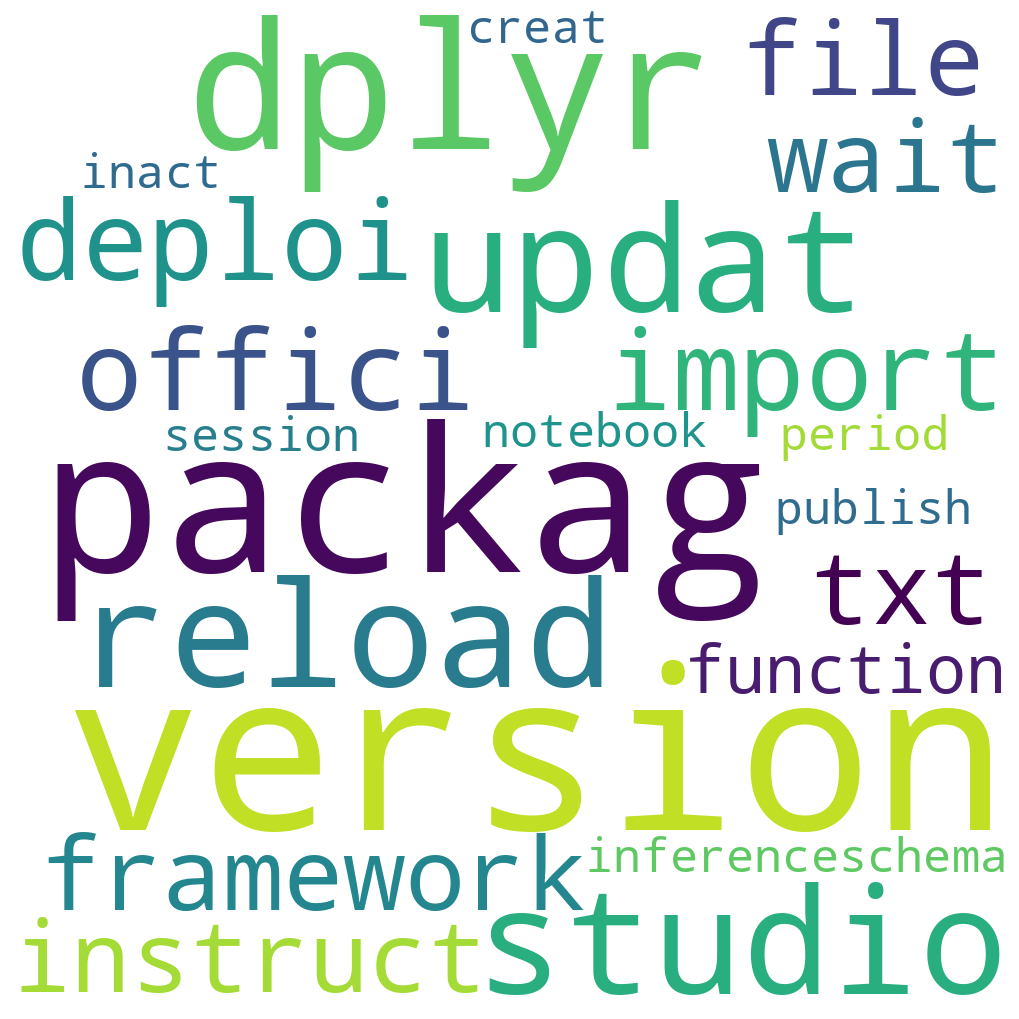 creat
dplyr
file
wait
inact
deploi
updat
offici
import
session
notebook
period
packag
publish
txt
reload
function
version
framework
inferenceschema
instruct
studio